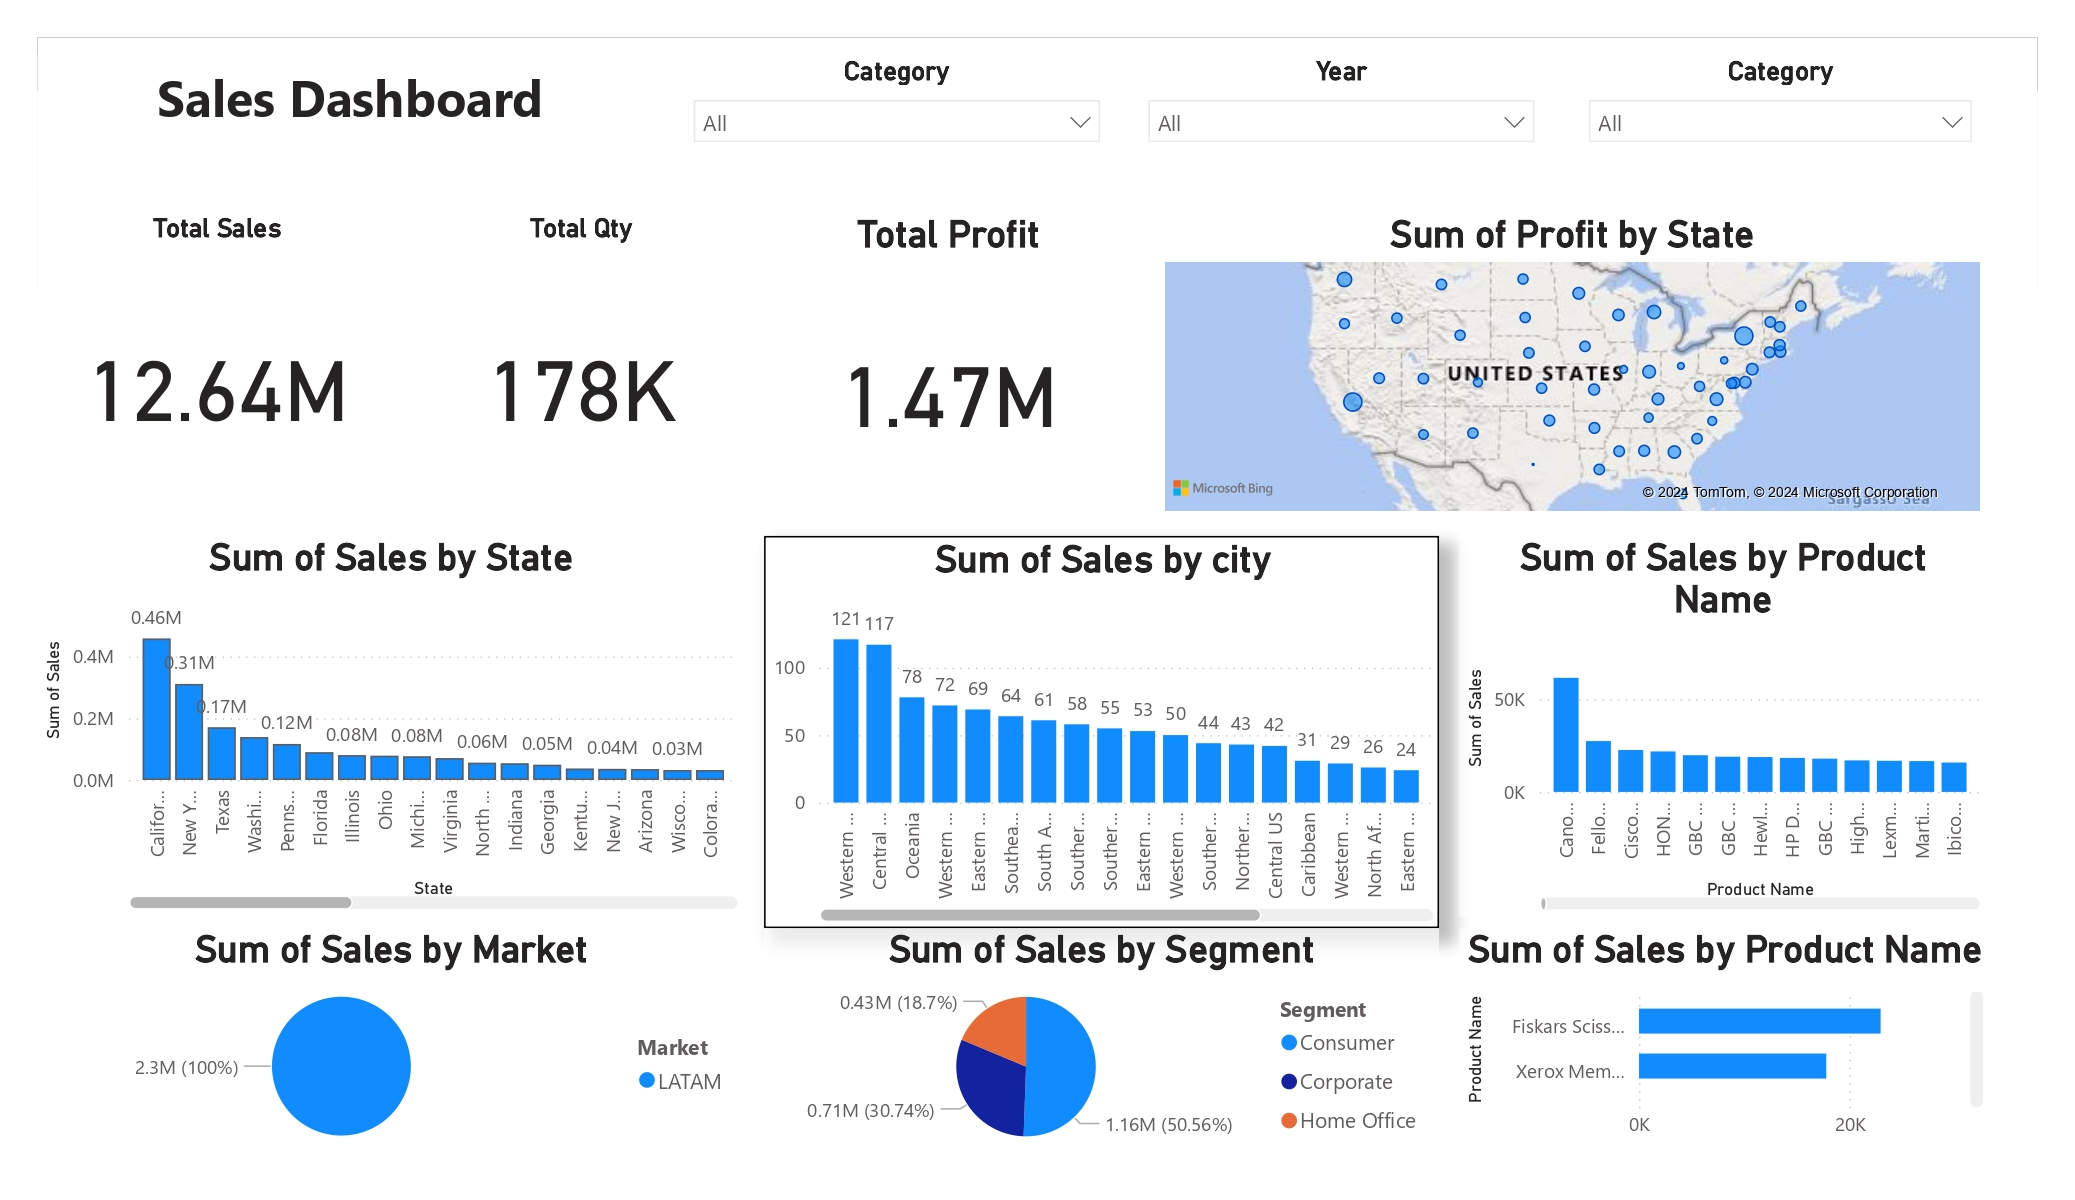 Sales Dashboard
Category
Year
Category
All
All
All
Total Sales
Total Qty
Total Profit
Sum of Profit by State
12.64M
178K
1.47M
UNITED STATES
Microsoft Bing
© 2024 TomTom, © 2024 Microsoft Corporation
Sargasso Sea
Sum of Sales by State
Sum of Sales
0.4M
0.2M
0.0M
0.46M
0.31M
0.17M
0.12M
0.08M
0.08M
0.06M
0.05M
0.04M
0.03M
Califor...
New Y...
Texas
Washi...
Penns...
Florida
Illinois
Ohio
Michi...
Virginia
North ...
Indiana
Georgia
Kentu...
New J...
Arizona
Wisco...
Colora...
State
Sum of Sales by city
100
50
0
121
117
78
72
69
64
61
58
55
53
50
44
43
42
31
29
26
24
Western ...
Central ...
Oceania
Western ...
Eastern ...
Southea...
South A...
Souther...
Souther...
Eastern ...
Western ...
Souther...
Norther...
Central US
Caribbean
Western ...
North Af...
Eastern ...
Sum of Sales by Product
Name
Sum of Sales
50K
0K
Cano...
Fello...
Cisco...
HON...
GBC ...
GBC ...
Hewl...
HP D...
GBC ...
High...
Lexm...
Marti...
Ibico...
Product Name
Sum of Sales by Market
2.3M (100%)
Market
LATAM
Sum of Sales by Segment
0.43M (18.7%)
0.71M (30.74%)
1.16M (50.56%)
Segment
Consumer
Corporate
Home Office
Sum of Sales by Product Name
Product Name
Fiskars Sciss...
Xerox Mem...
0K
20K